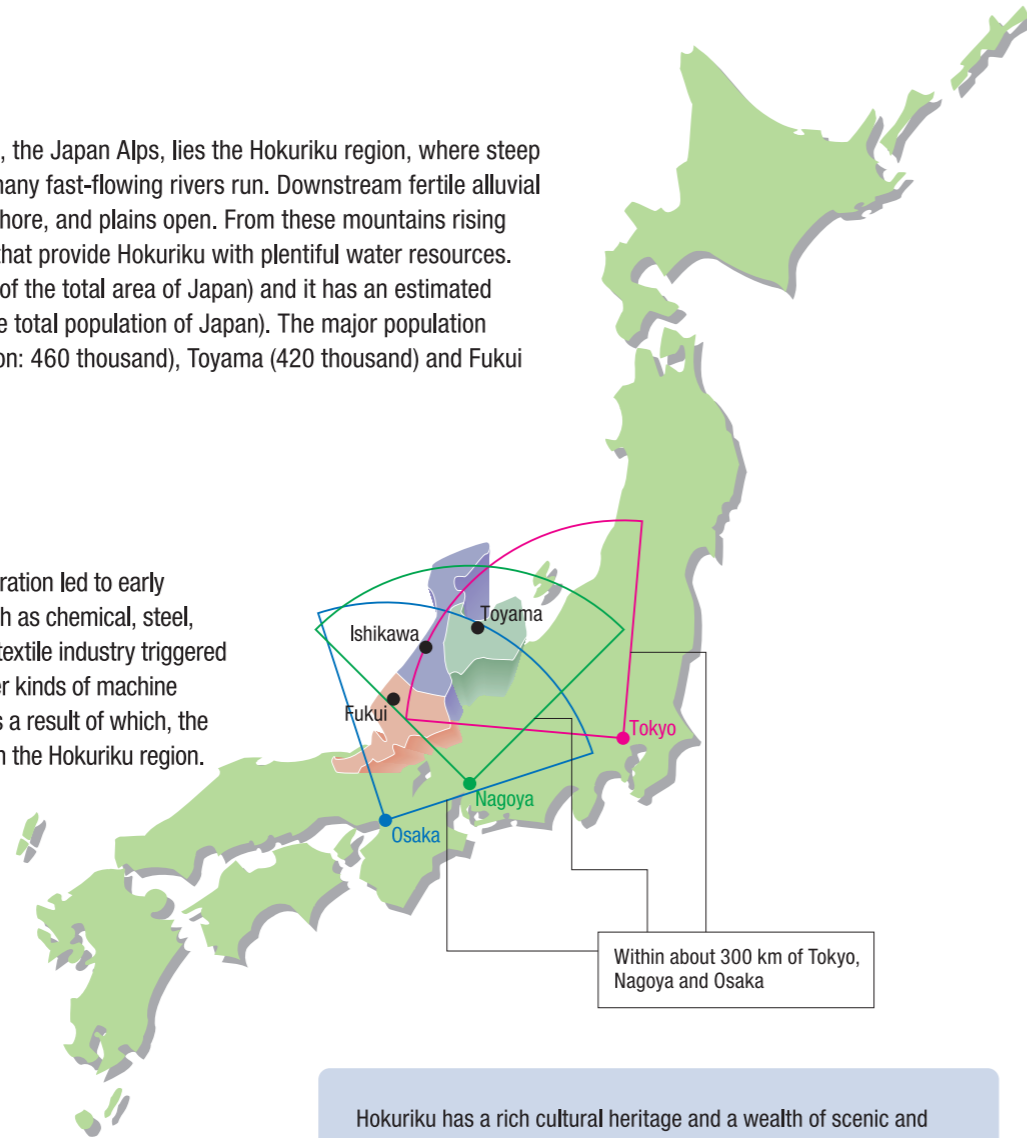 , the Japan Alps, lies the Hokuriku region, where steep
many fast-flowing rivers run. Downstream fertile alluvial
hore, and plains open. From these mountains rising
that provide Hokuriku with plentiful water resources.
of the total area of Japan) and it has an estimated
e total population of Japan). The major population
on: 460 thousand), Toyama (420 thousand) and Fukui
ration led to early
h as chemical, steel,
textile industry triggered
er kinds of machine
s a result of which, the
n the Hokuriku region.
Toyama
Ishikawa
Fukui
Tokyo
Nagoya
Osaka
Within about 300 km of Tokyo,
Nagoya and Osaka
Hokuriku has a rich cultural heritage and a wealth of scenic and